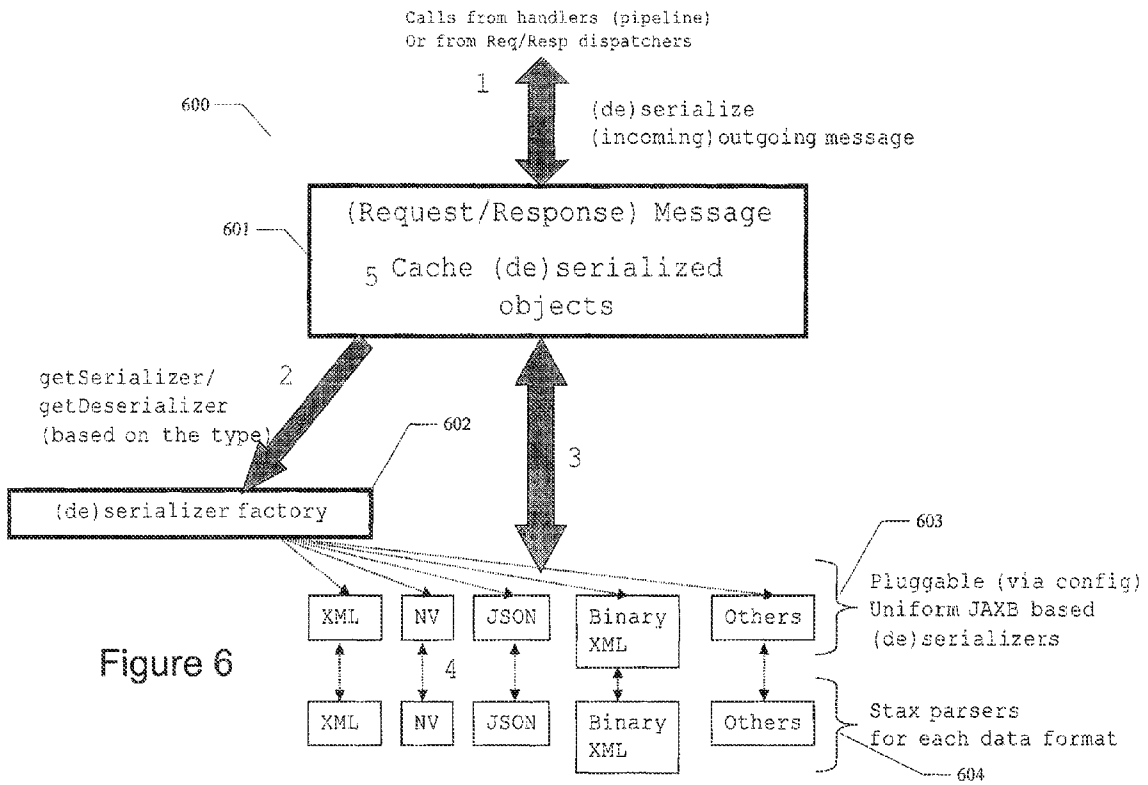 Calls from handlers (pipeline)
Or from Req/Resp dispatchers
1
600
(de)serialize
(incoming)outgoing message
(Request/Response) Message
601
5 Cache (de)serialized
objects
getSerializer/
getDeserializer
(based on the type)
2
602
3
(de)serializer factory
603
XML
NV
JSON
Binary
XML
Others
Pluggable (via config)
Uniform JAXB based
(de)serializers
Figure 6
4
XML
NV
JSON
Binary
XML
Others
Stax parsers
for each data format
604